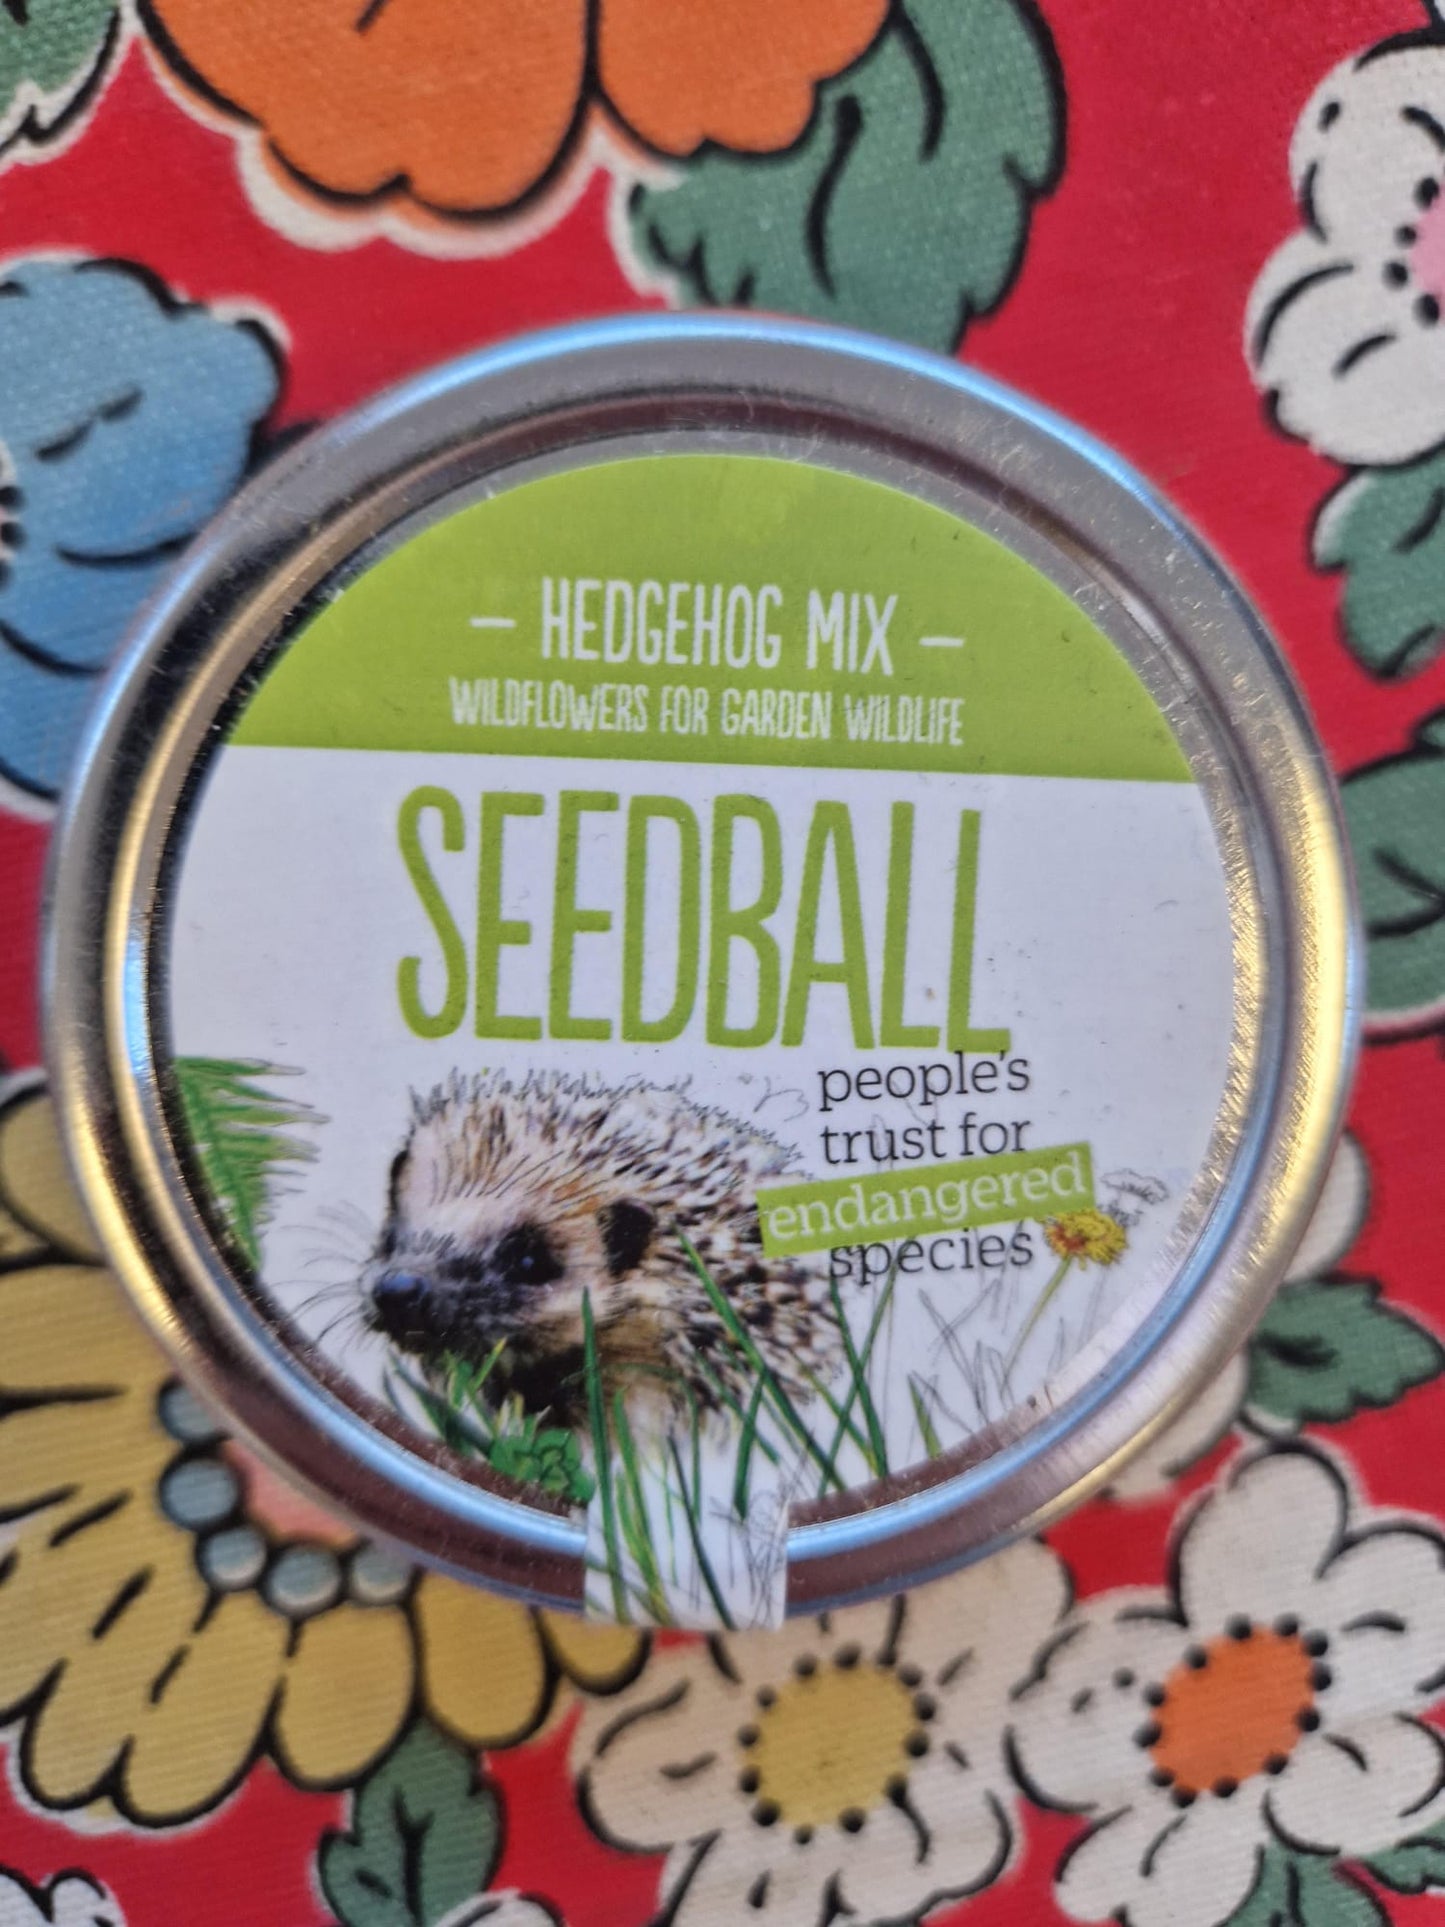 – HEDGEHOG MIX –
WILDFLOWERS FOR GARDEN WILDLIFE
SEEDBALL
people's
trust for
endangered
species